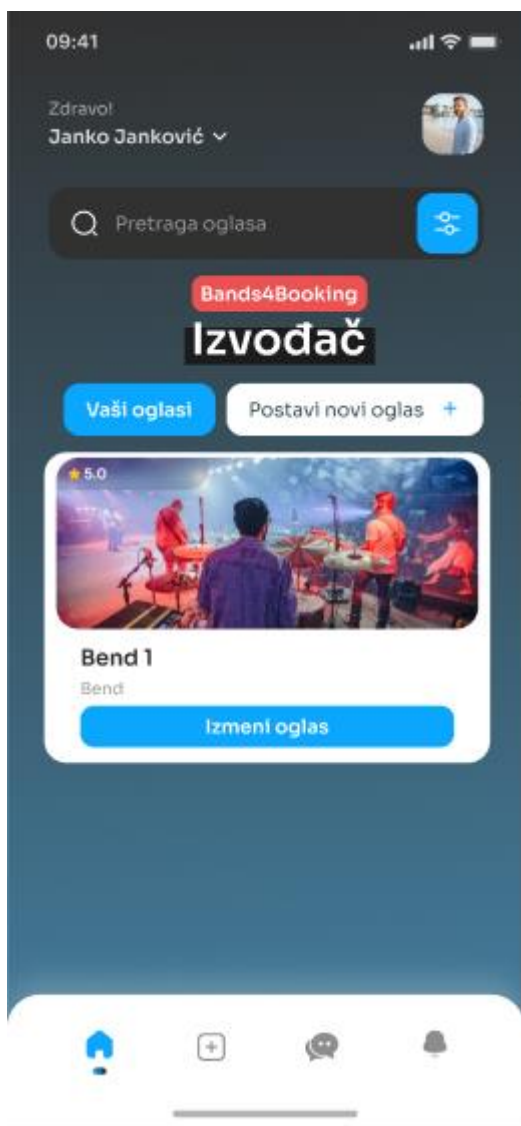 09:41
Zdravo!
Janko Janković
Pretraga oglasa
Bands4Booking
Izvođač
Vaši oglasi
Postavi novi oglas +
5.0
Bend 1
Bend
Izmeni oglas